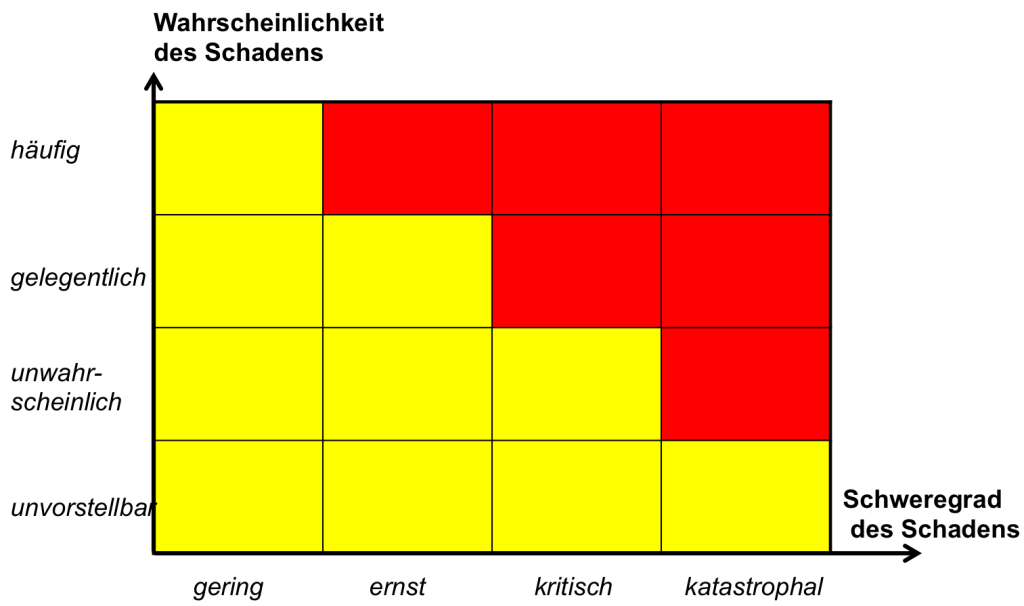 Wahrscheinlichkeit
des Schadens
häufig
gelegentlich
unwahr-
scheinlich
unvorstellbar
Schweregrad
des Schadens
gering
ernst
kritisch
katastrophal